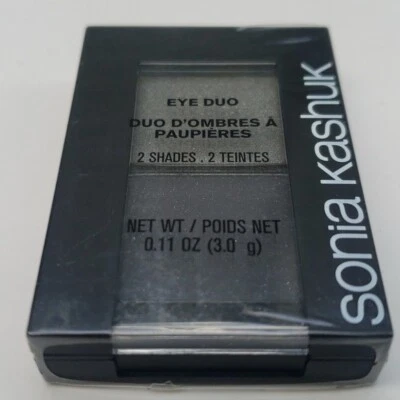 EYE DUO
DUO D'OMBRES À
PAUPIÉRES
2 SHADES . 2 TEINTES
NET WT / POIDS NET
0.11 OZ (3.0 g)
sonia kashuk